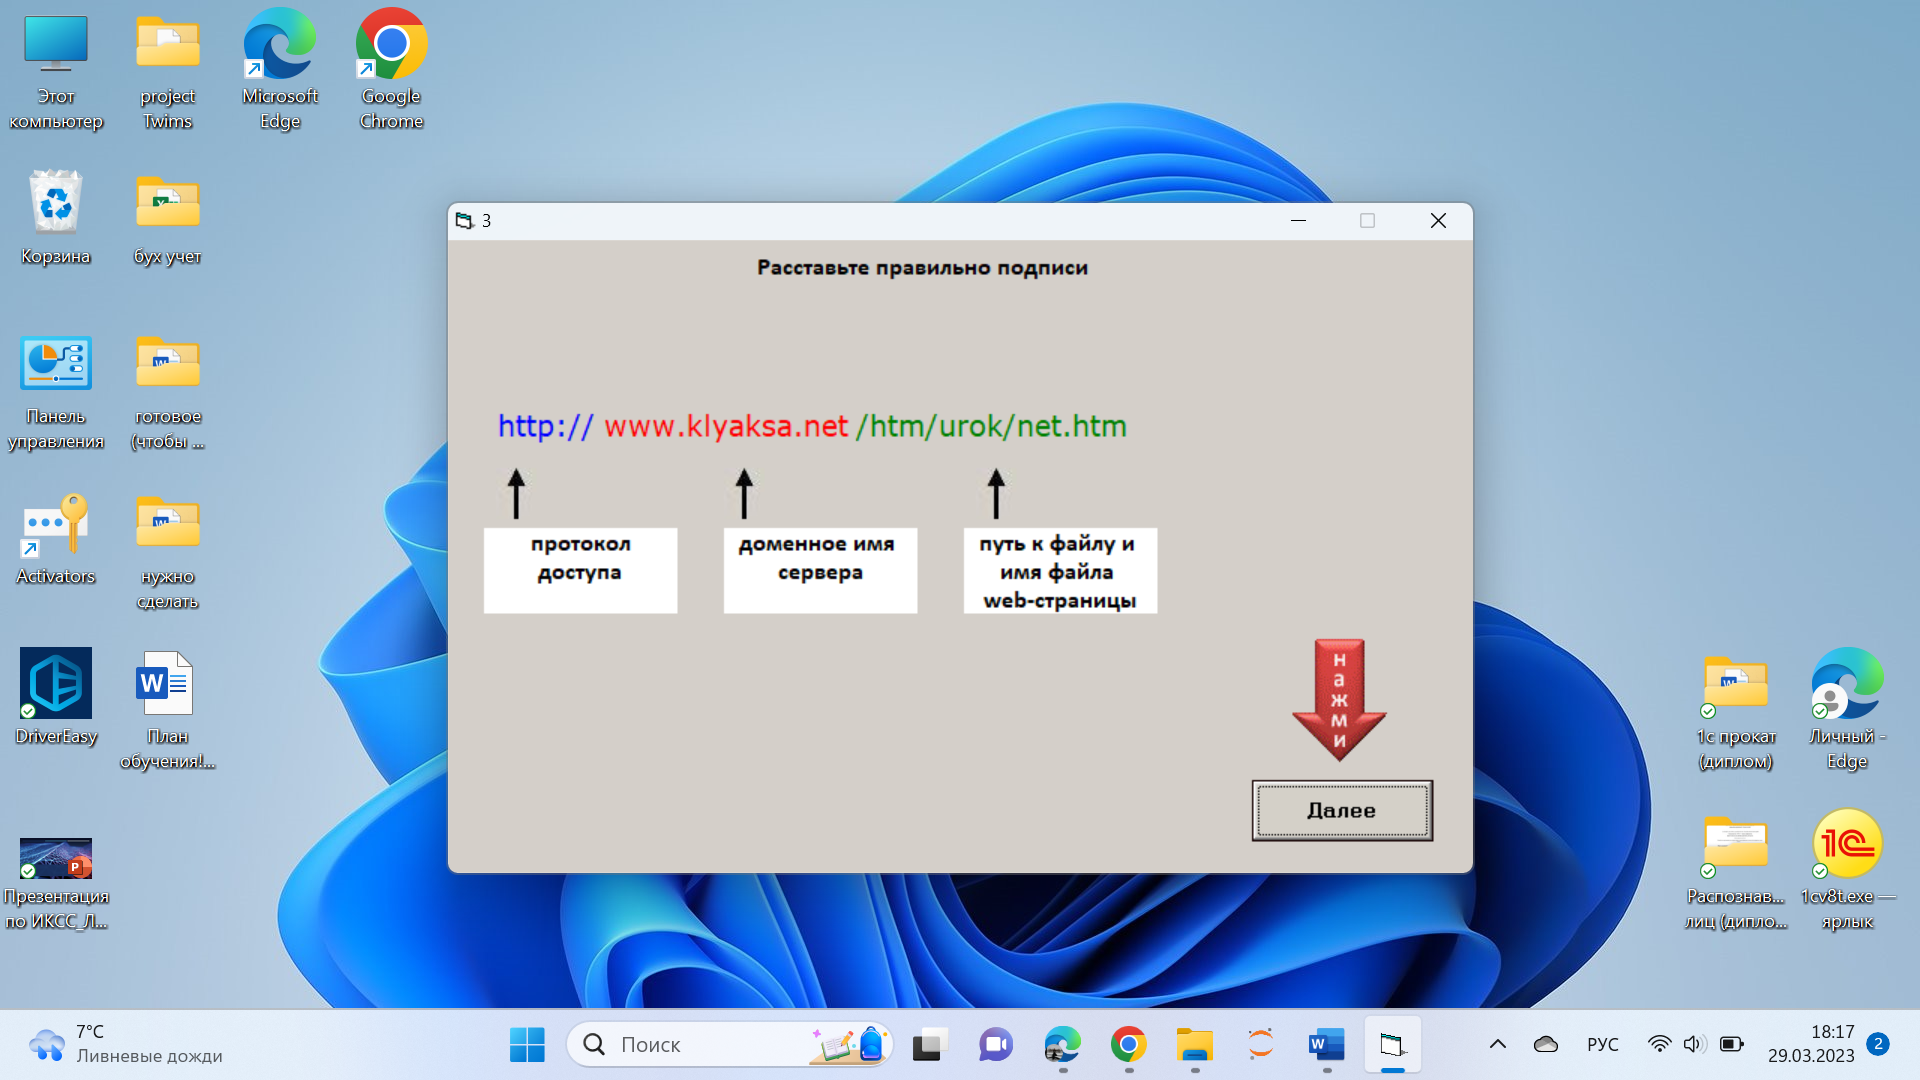 Этот
компьютер
project
Twims
Microsoft
Edge
Google
Chrome
Корзина
бух учет
Панель
управления
готовое
(чтобы ...
Activators
нужно
сделать
DriverEasy
План
обучения!...
Презентация
по ИКСС_Л...
3
Расставьте правильно подписи
http:// www.klyaksa.net /htm/urok/net.htm
протокол
доступа
доменное имя
сервера
путь к файлу и
имя файла
web-страницы
нажми
Далее
1с прокат
(диплом)
Личный -
Edge
Распознав...
лиц (дипло...
1cv8t.exe —
ярлык
7°C
Ливневые дожди
Поиск
РУС
18:17
29.03.2023
2